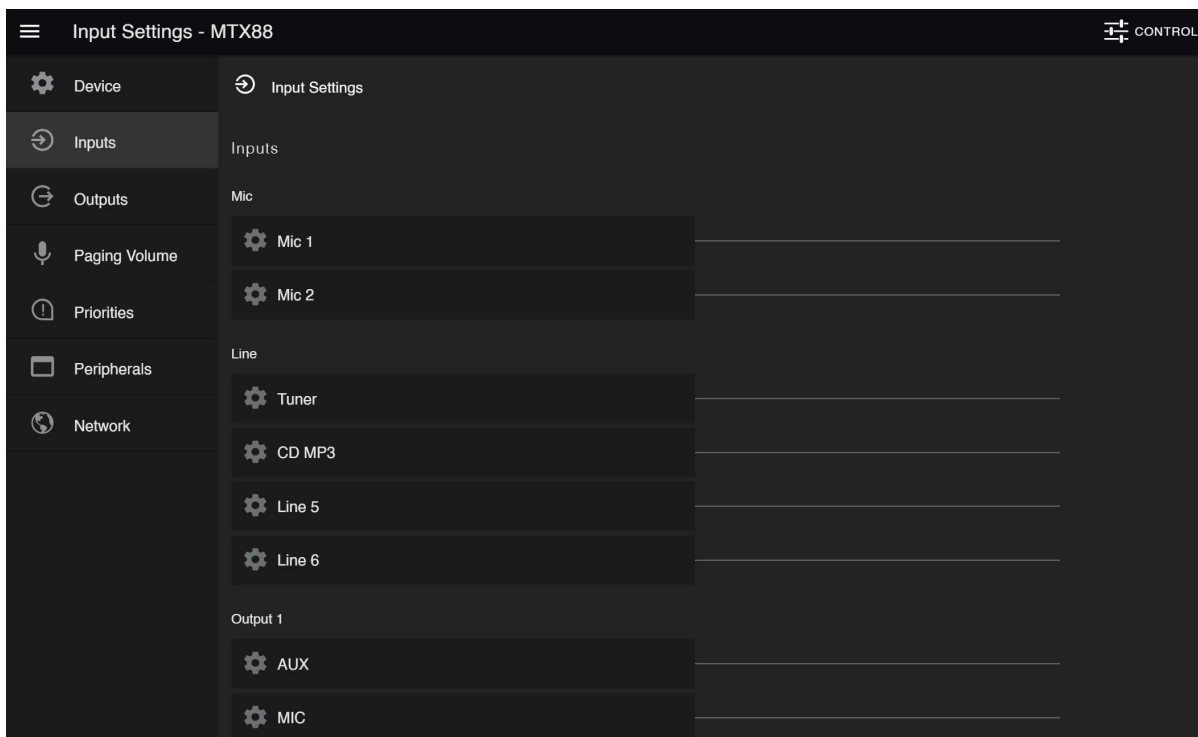 Input Settings - MTX88
CONTROL
Device
Inputs
Outputs
Paging Volume
Priorities
Peripherals
Network
Input Settings
Inputs
Mic
Mic 1
Mic 2
Line
Tuner
CD MP3
Line 5
Line 6
Output 1
AUX
MIC